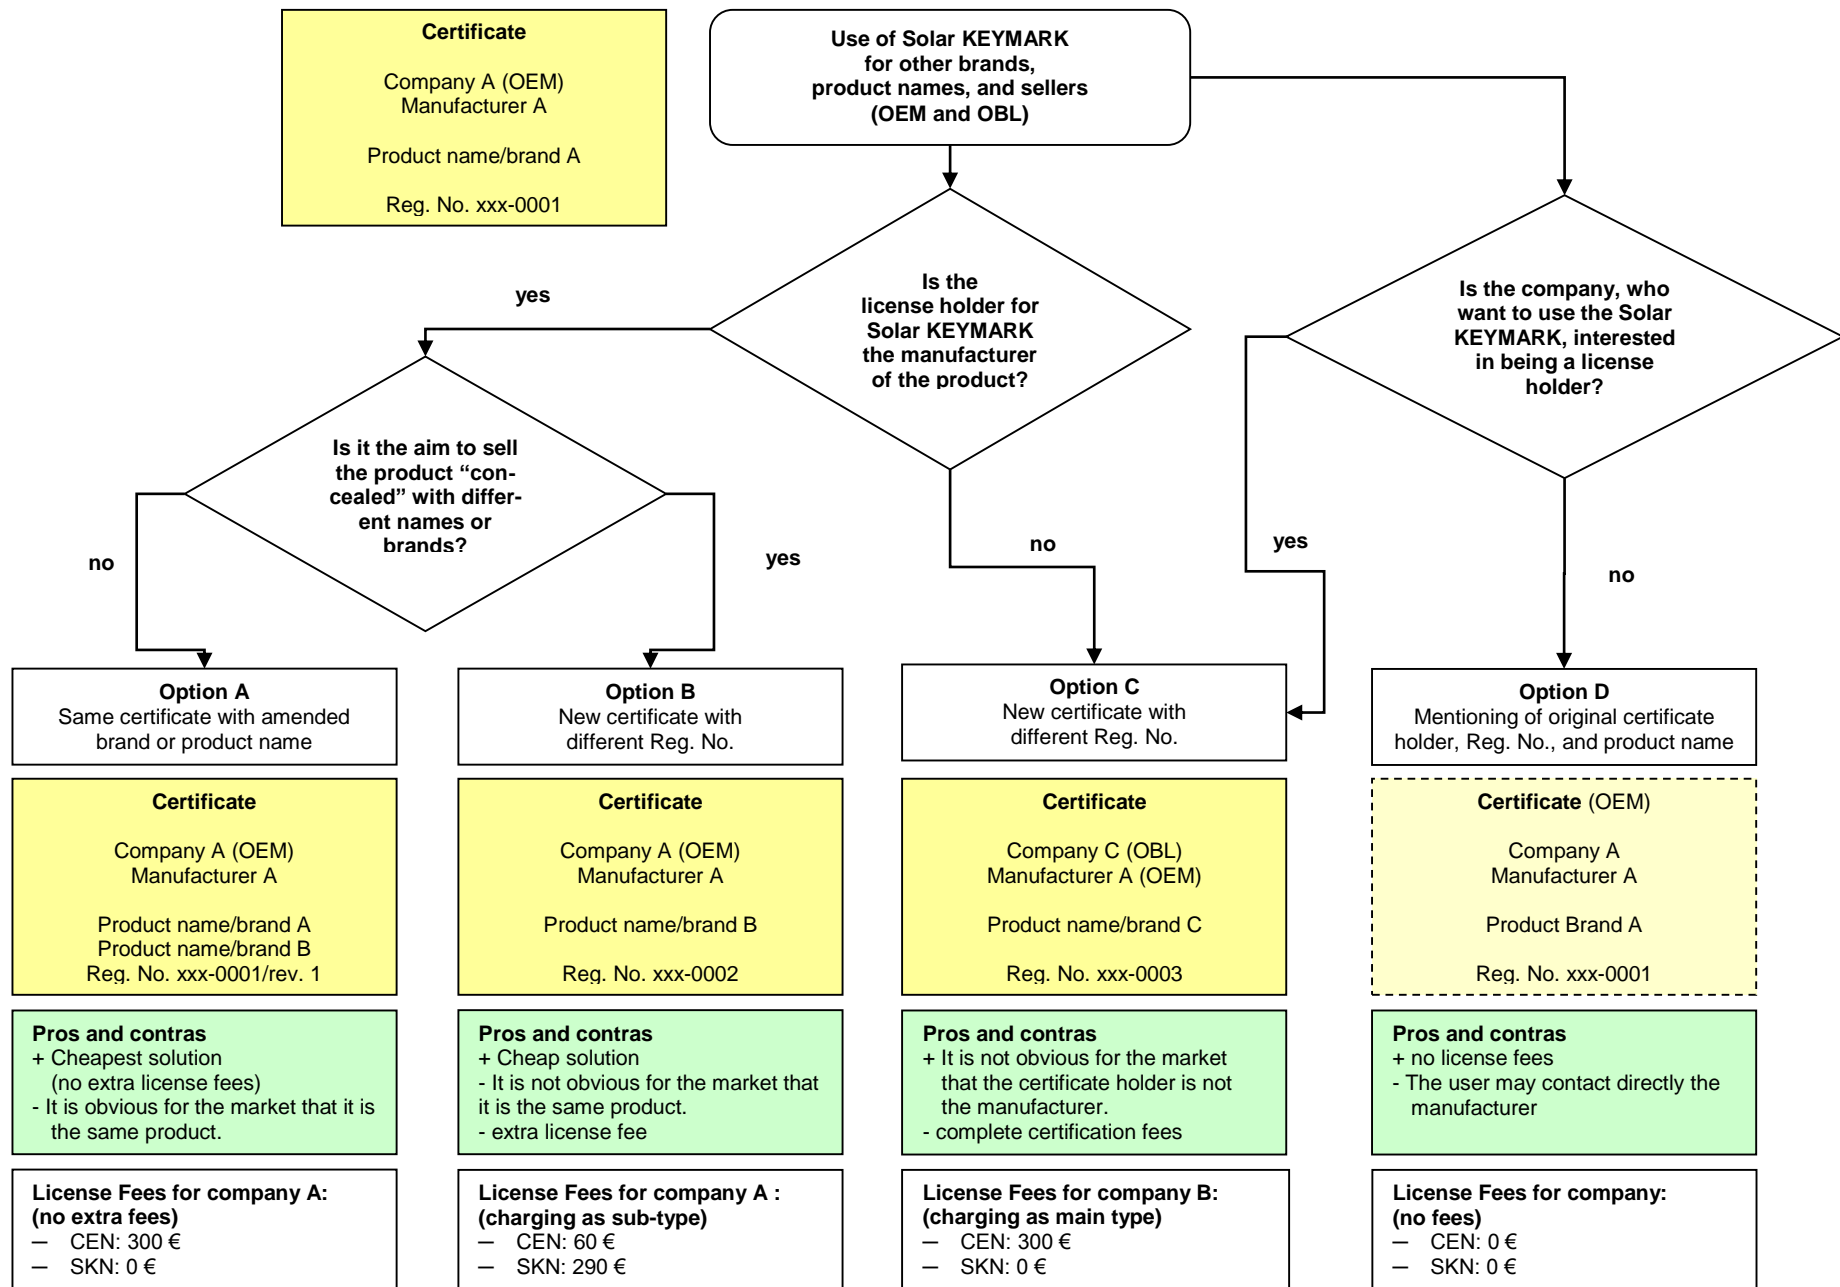 Certificate
Company A (OEM)
Manufacturer A
Product name/brand A
Reg. No. xxx-0001
Use of Solar KEYMARK
for other brands,
product names, and sellers
(OEM and OBL)
Is the
license holder for
Solar KEYMARK
the manufacturer
of the product?
yes
Is the company, who
want to use the Solar
KEYMARK, interested
in being a license
holder?
Is it the aim to sell
the product “con-
cealed” with differ-
ent names or
brands?
no
yes
no
yes
no
Option A
Same certificate with amended
brand or product name
Option B
New certificate with
different Reg. No.
Option C
New certificate with
different Reg. No.
Option D
Mentioning of original certificate
holder, Reg. No., and product name
Certificate
Company A (OEM)
Manufacturer A
Product name/brand A
Product name/brand B
Reg. No. xxx-0001/rev. 1
Certificate
Company A (OEM)
Manufacturer A
Product name/brand B
Reg. No. xxx-0002
Certificate
Company C (OBL)
Manufacturer A (OEM)
Product name/brand C
Reg. No. xxx-0003
Certificate (OEM)
Company A
Manufacturer A
Product Brand A
Reg. No. xxx-0001
Pros and contras
+ Cheapest solution
(no extra license fees)
- It is obvious for the market that it is
the same product.
Pros and contras
+ Cheap solution
- It is not obvious for the market that
it is the same product.
- extra license fee
Pros and contras
+ It is not obvious for the market
that the certificate holder is not
the manufacturer.
- complete certification fees
Pros and contras
+ no license fees
- The user may contact directly the
manufacturer
License Fees for company A:
(no extra fees)
– CEN: 300 €
– SKN: 0 €
License Fees for company A :
(charging as sub-type)
– CEN: 60 €
– SKN: 290 €
License Fees for company B:
(charging as main type)
– CEN: 300 €
– SKN: 0 €
License Fees for company:
(no fees)
– CEN: 0 €
– SKN: 0 €